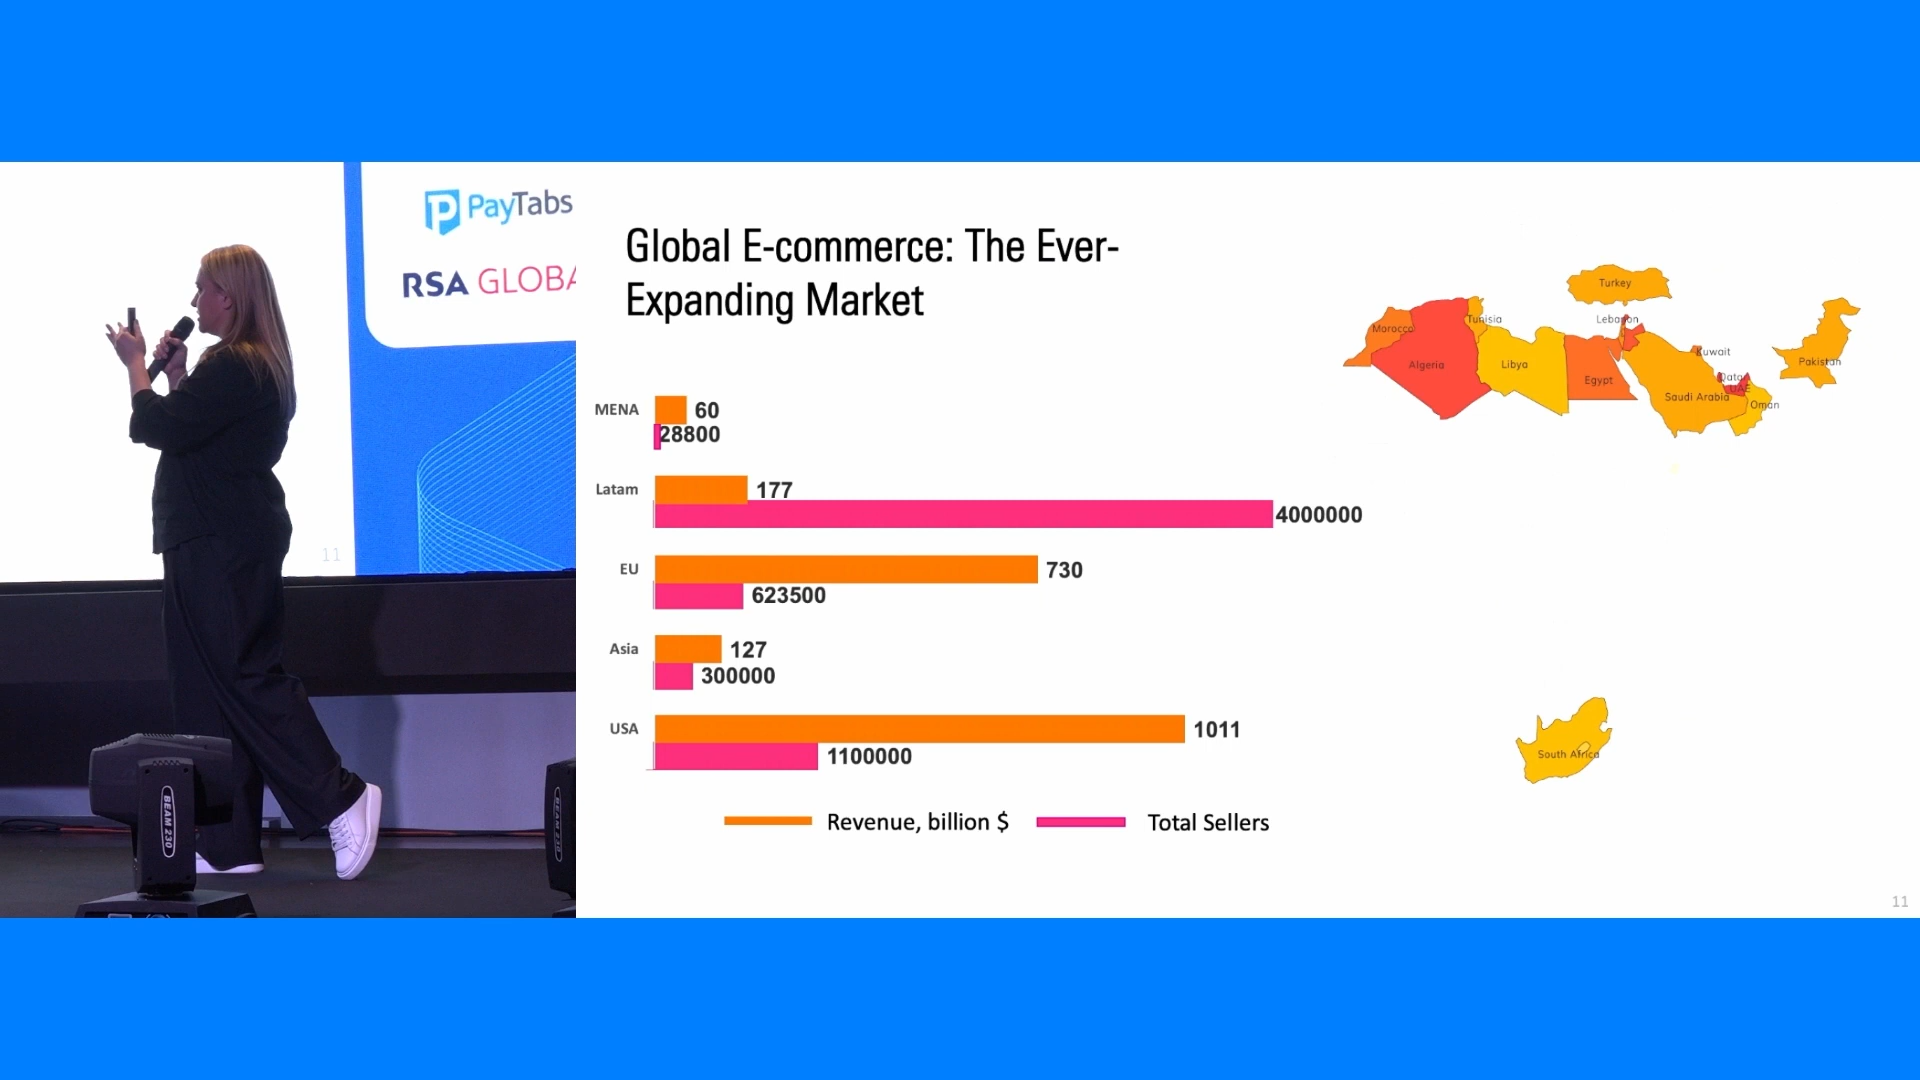 PayTabs
RSA GLOBA
11
BEAM 230
Global E-commerce: The Ever-
Expanding Market
MENA
60
28800
Latam
177
4000000
EU
730
623500
Asia
127
300000
USA
1011
1100000
Revenue, billion $
Total Sellers
Turkey
Morocco
Tunisia
Lebanon
Algeria
Libya
Egypt
Kuwait
Pakistan
Qatar
UAE
Saudi Arabia
Oman
South Africa
11